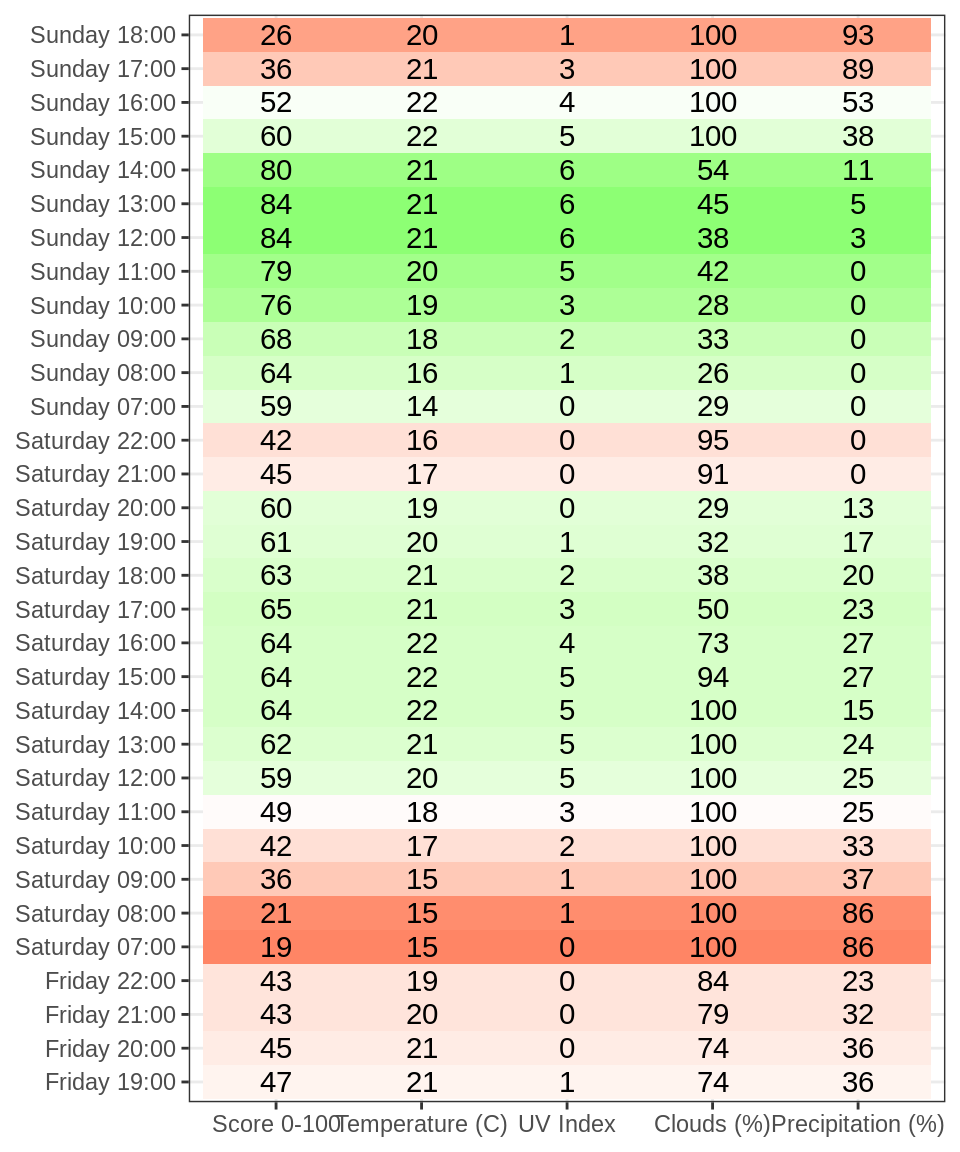 Sunday 18:00 26 20 1 100 93
Sunday 17:00 36 21 3 100 89
Sunday 16:00 52 22 4 100 53
Sunday 15:00 60 22 5 100 38
Sunday 14:00 80 21 6 54 11
Sunday 13:00 84 21 6 45 5
Sunday 12:00 84 21 6 38 3
Sunday 11:00 79 20 5 42 0
Sunday 10:00 76 19 3 28 0
Sunday 09:00 68 18 2 33 0
Sunday 08:00 64 16 1 26 0
Sunday 07:00 59 14 0 29 0
Saturday 22:00 42 16 0 95 0
Saturday 21:00 45 17 0 91 0
Saturday 20:00 60 19 0 29 13
Saturday 19:00 61 20 1 32 17
Saturday 18:00 63 21 2 38 20
Saturday 17:00 65 21 3 50 23
Saturday 16:00 64 22 4 73 27
Saturday 15:00 64 22 5 94 27
Saturday 14:00 64 22 5 100 15
Saturday 13:00 62 21 5 100 24
Saturday 12:00 59 20 5 100 25
Saturday 11:00 49 18 3 100 25
Saturday 10:00 42 17 2 100 33
Saturday 09:00 36 15 1 100 37
Saturday 08:00 21 15 1 100 86
Saturday 07:00 19 15 0 100 86
Friday 22:00 43 19 0 84 23
Friday 21:00 43 20 0 79 32
Friday 20:00 45 21 0 74 36
Friday 19:00 47 21 1 74 36
Score 0-100 Temperature (C) UV Index Clouds (%) Precipitation (%)